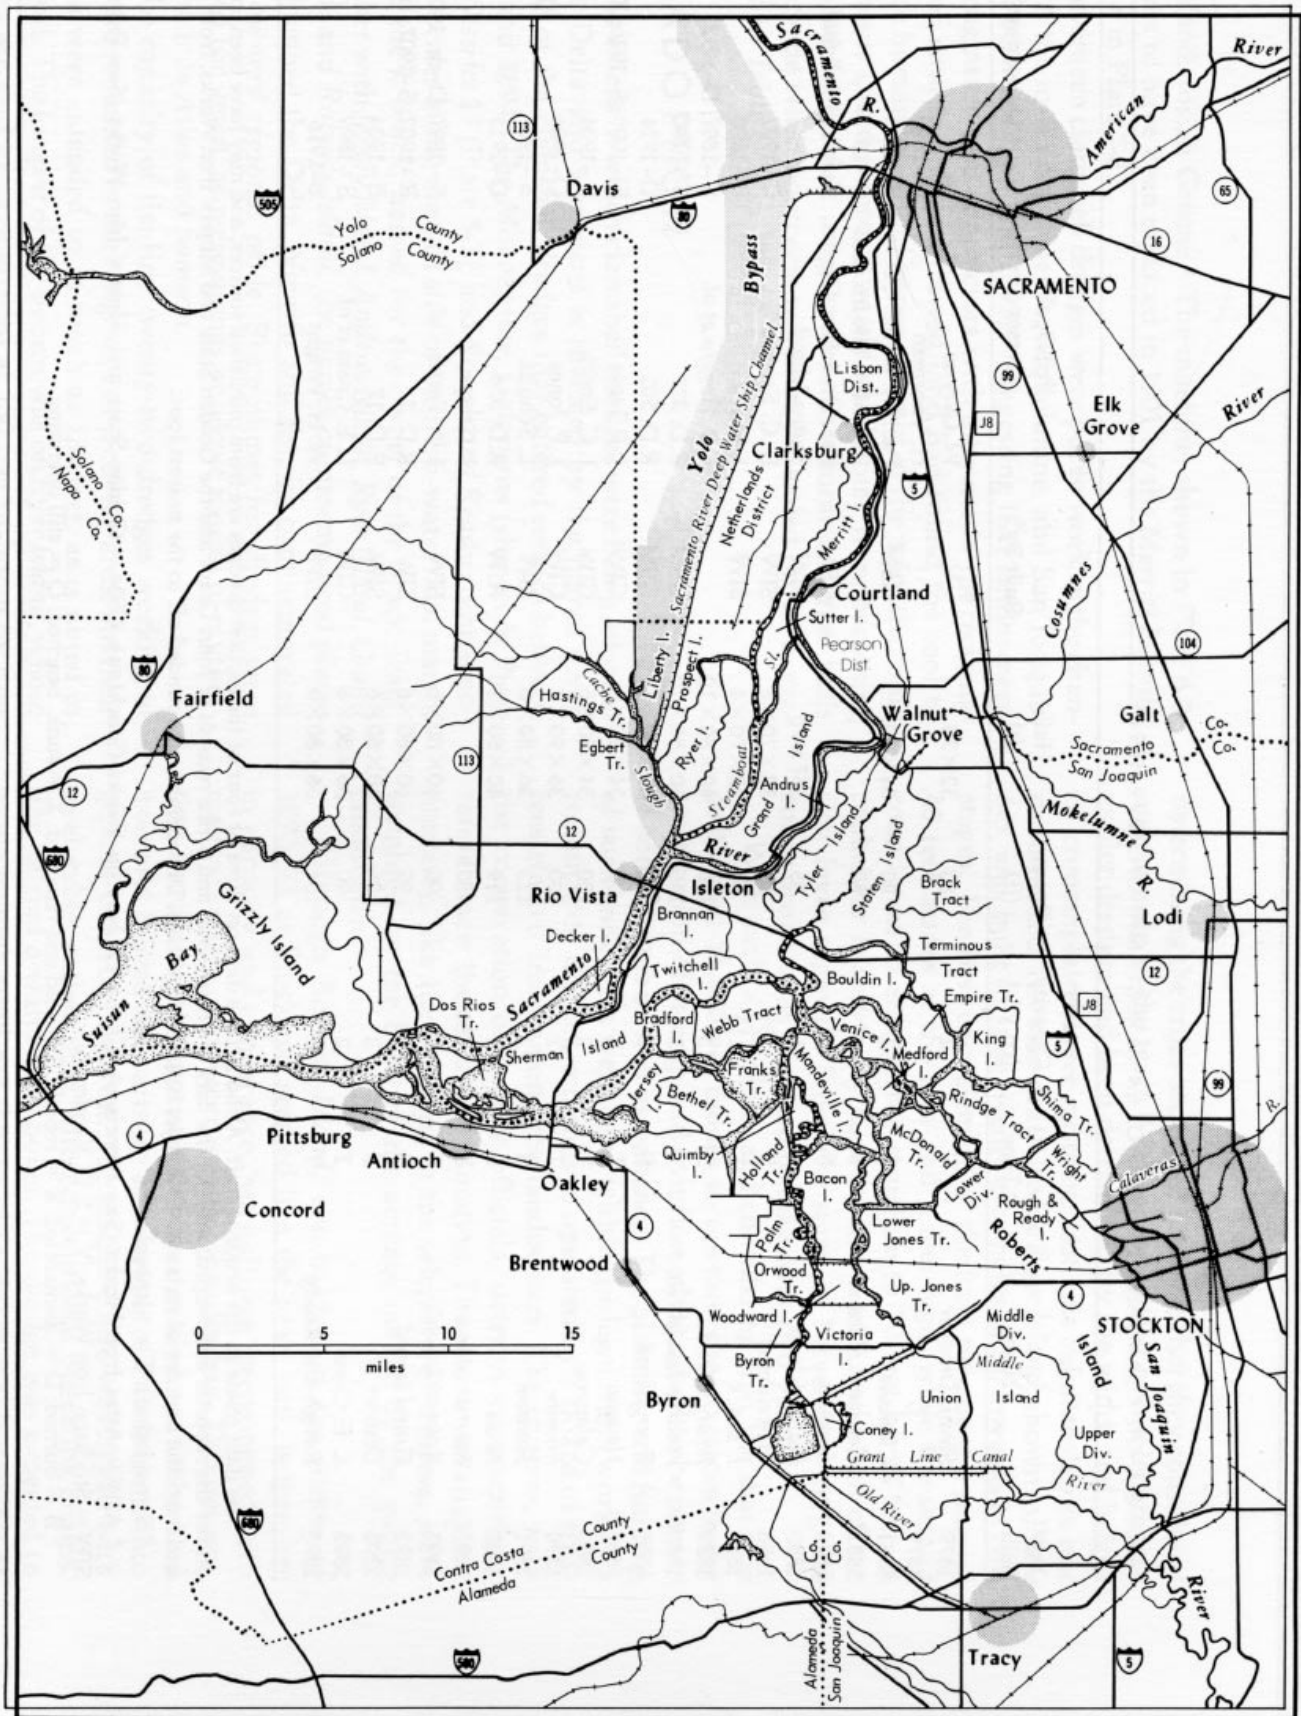 Sacramento
R.
River
American
113
505
Davis
80
65
Yolo County
Solano County
16
SACRAMENTO
Bypass
Yolo
Sacramento River Deep Water Ship Channel
Lisbon
Dist.
99
Elk
Grove
J8
River
Clarksburg
5
Solano Co.
Napa Co.
Netherlands
District
Merritt I.
Cosumnes
Courtland
Sutter I.
Pearson
Dist.
104
80
Fairfield
Liberty I.
Prospect I.
Sl.
Cache
Hastings Tr.
Egbert
Tr.
Slough
Ryer I.
Steamboat
Grand Island
Walnut
Grove
Galt
Co.
Co.
Sacramento
San Joaquin
12
113
Andrus
I.
680
12
River
Mokelumne
R.
Tyler Island
Staten Island
Rio Vista
Isleton
Brack
Tract
Lodi
Grizzly Island
Brannan
I.
Decker I.
Terminous
Tract
12
Suisun Bay
Sacramento
Twitchell
I.
Bouldin I.
Dos Rios
Tr.
Empire Tr.
J8
Sherman Island
Bradford
I.
Webb Tract
Venice I.
King
I.
5
Medford
I.
Franks
Tr.
Mandeville I.
Jersey
I.
Bethel Tr.
Rindge Tract
Shima Tr.
99
R.
4
Pittsburg
Antioch
McDonald
Tr.
Wright
Tr.
Calaveras
Quimby
I.
Holland
Tr.
Oakley
Bacon
I.
Lower
Div.
Rough &
Ready
I.
Concord
4
Palm
Tr.
Lower
Jones Tr.
Roberts
Brentwood
Orwood
Tr.
Up. Jones
Tr.
4
Woodward I.
Middle
Div.
STOCKTON
0 5 10 15
miles
Victoria
I.
Byron
Tr.
Middle
Island
San Joaquin
Byron
Union Island
Coney I.
Upper
Div.
Grant Line Canal
River
Old River
680
Contra Costa County
Alameda County
Co.
Co.
River
Alameda
San Joaquin
580
Tracy
5